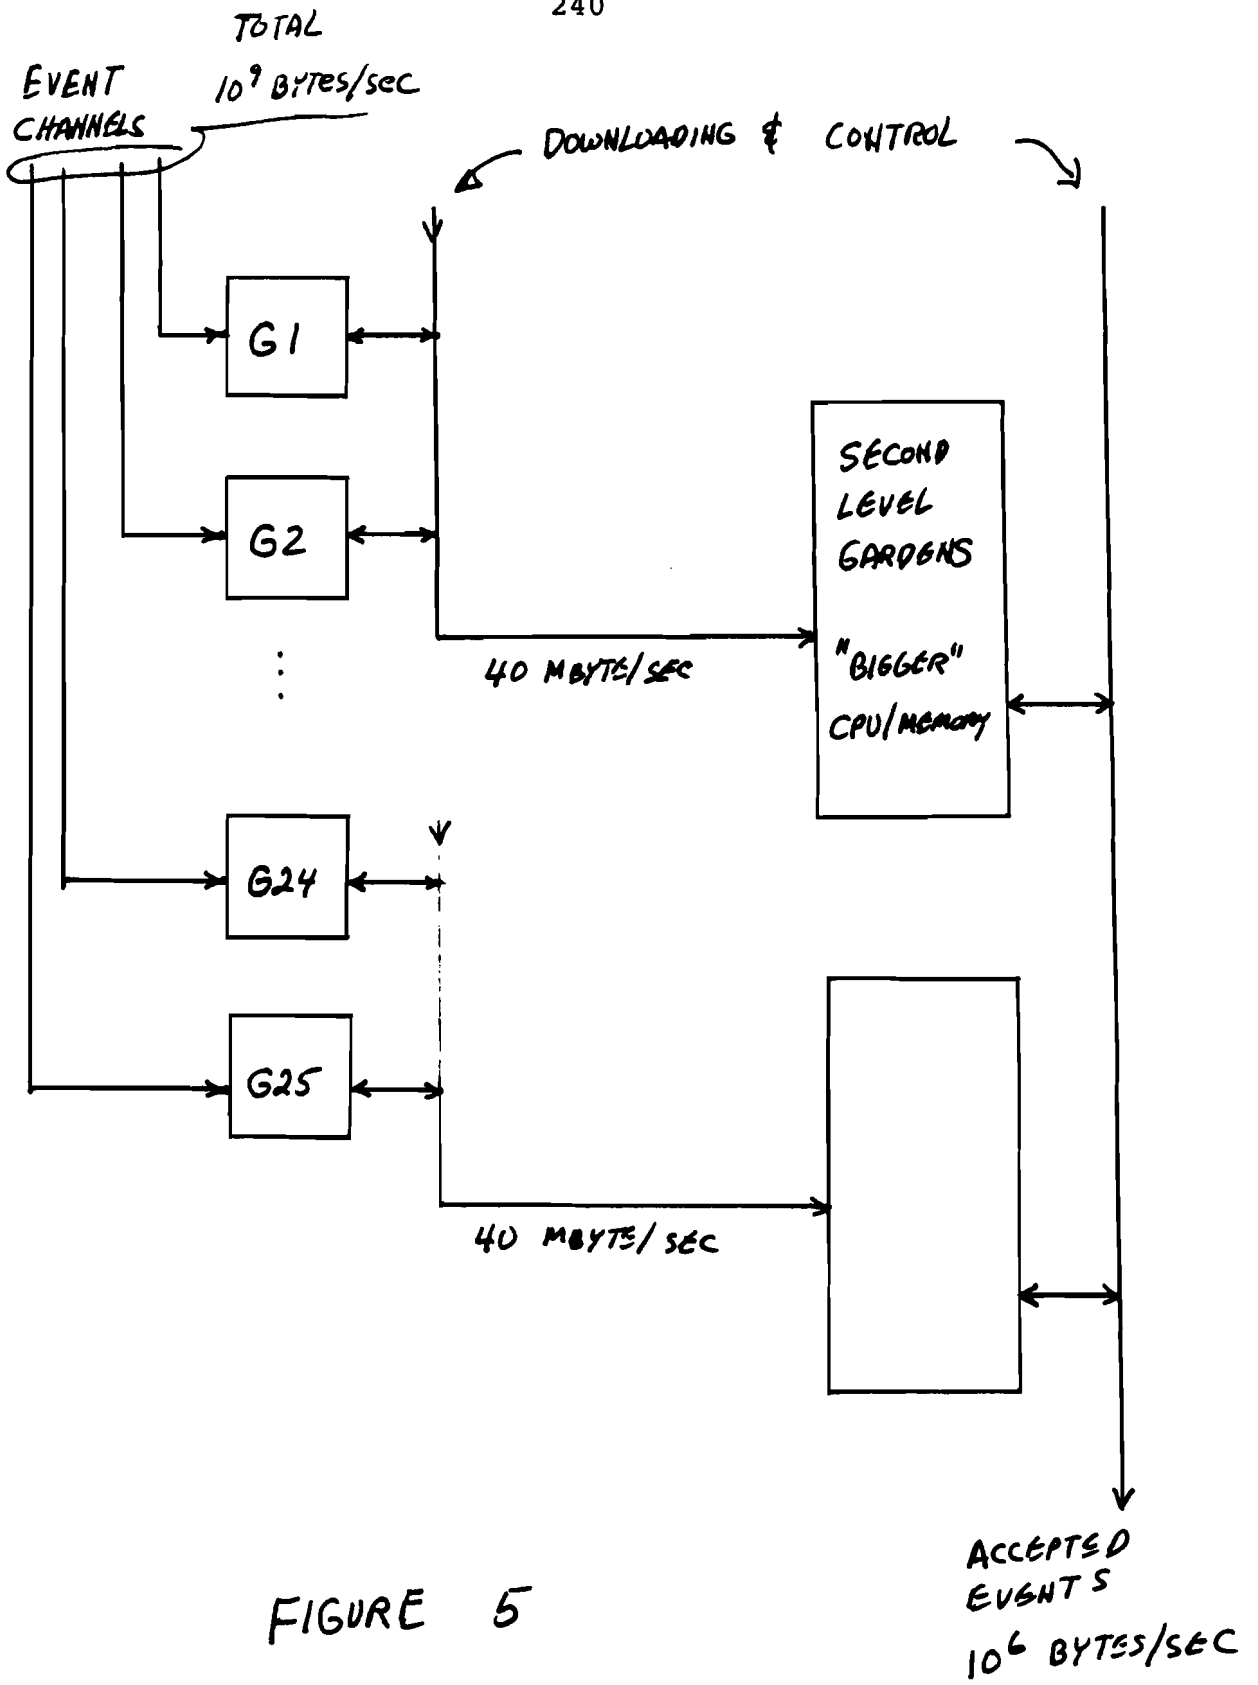 240
TOTAL
10⁹ BYTES/SEC
EVENT
CHANNELS
DOWNLOADING & CONTROL
G1
G2
SECOND
LEVEL
GARDENS
"BIGGER"
CPU/MEMORY
40 MBYTE/SEC
G24
G25
40 MBYTE/SEC
ACCEPTED
EVENTS
10⁶ BYTES/SEC
FIGURE 5